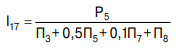 I17 = P5 / (П3+ 0,5П5+ 0,1П7+ П8)